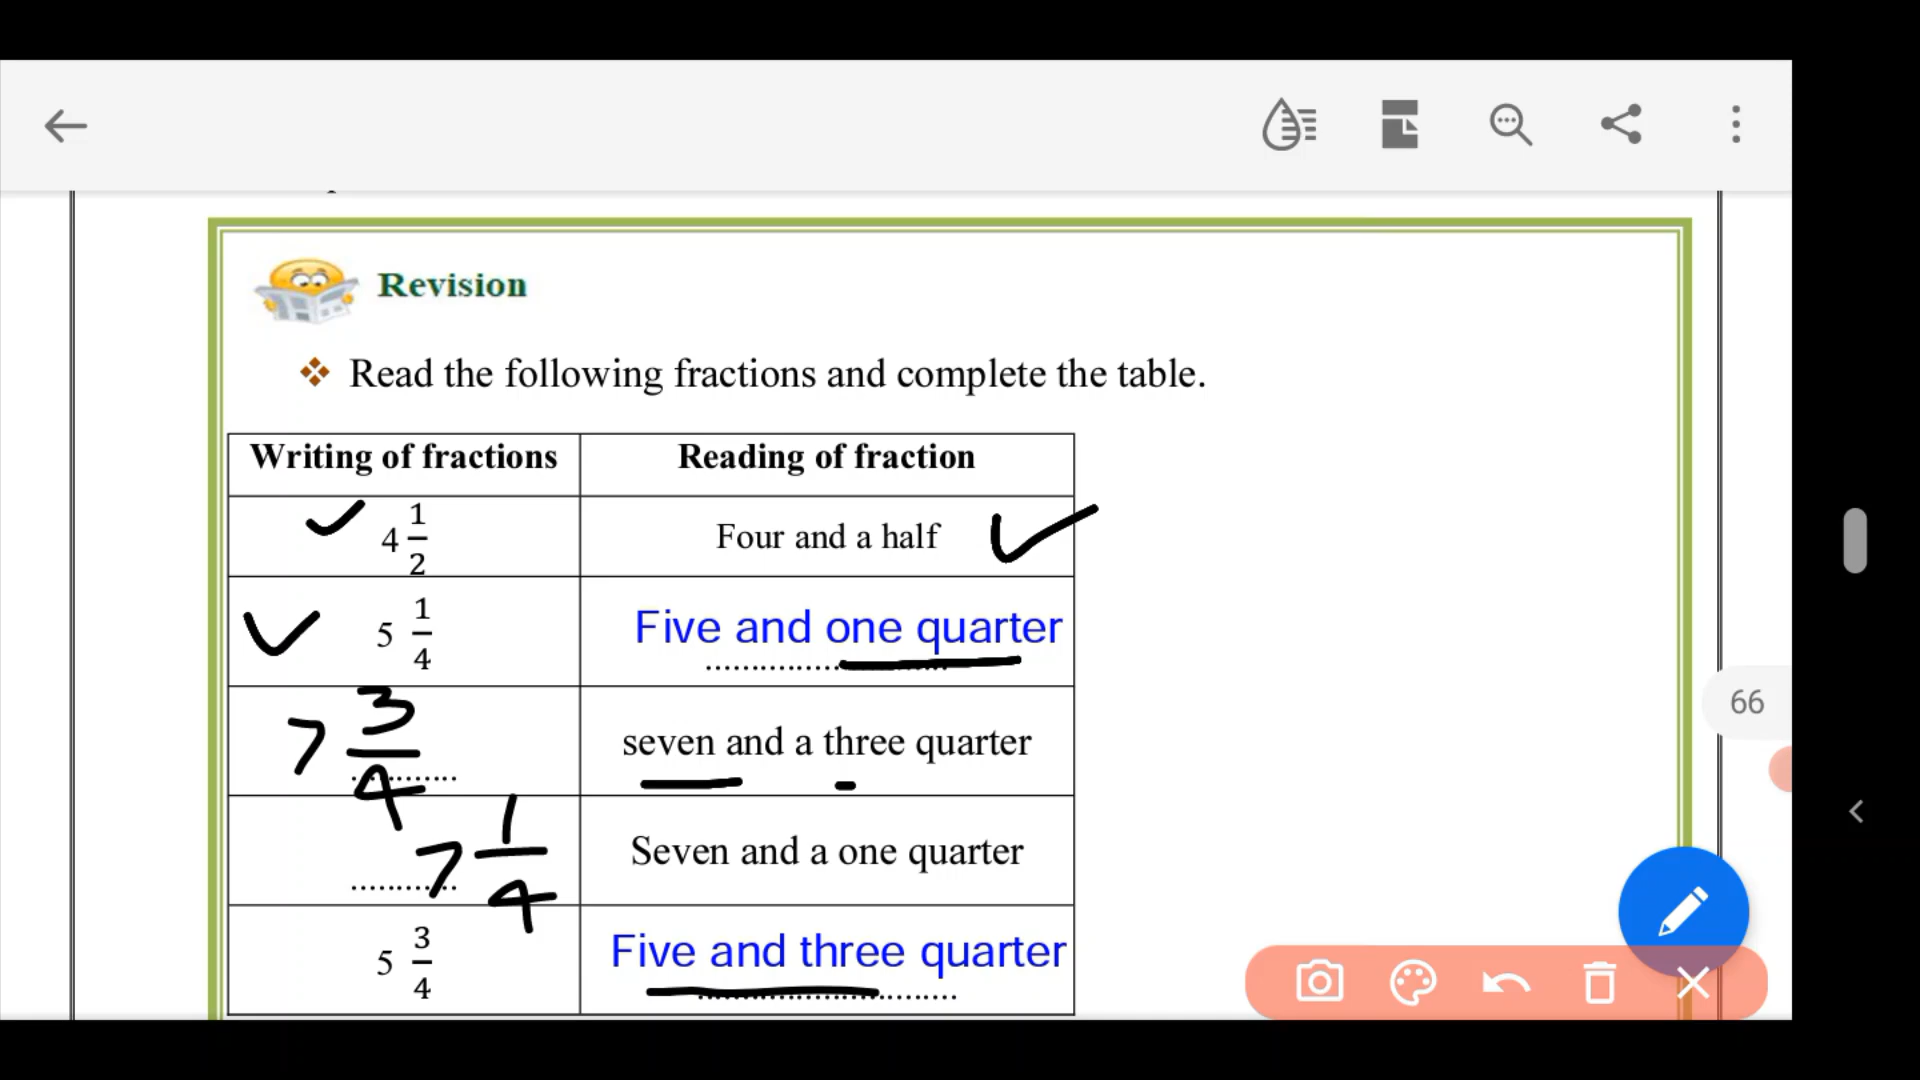 Revision
Read the following fractions and complete the table.
Writing of fractions Reading of fraction
4 1/2 Four and a half
5 1/4 Five and one quarter
7 3/4 seven and a three quarter
7 1/4 Seven and a one quarter
5 3/4 Five and three quarter
66